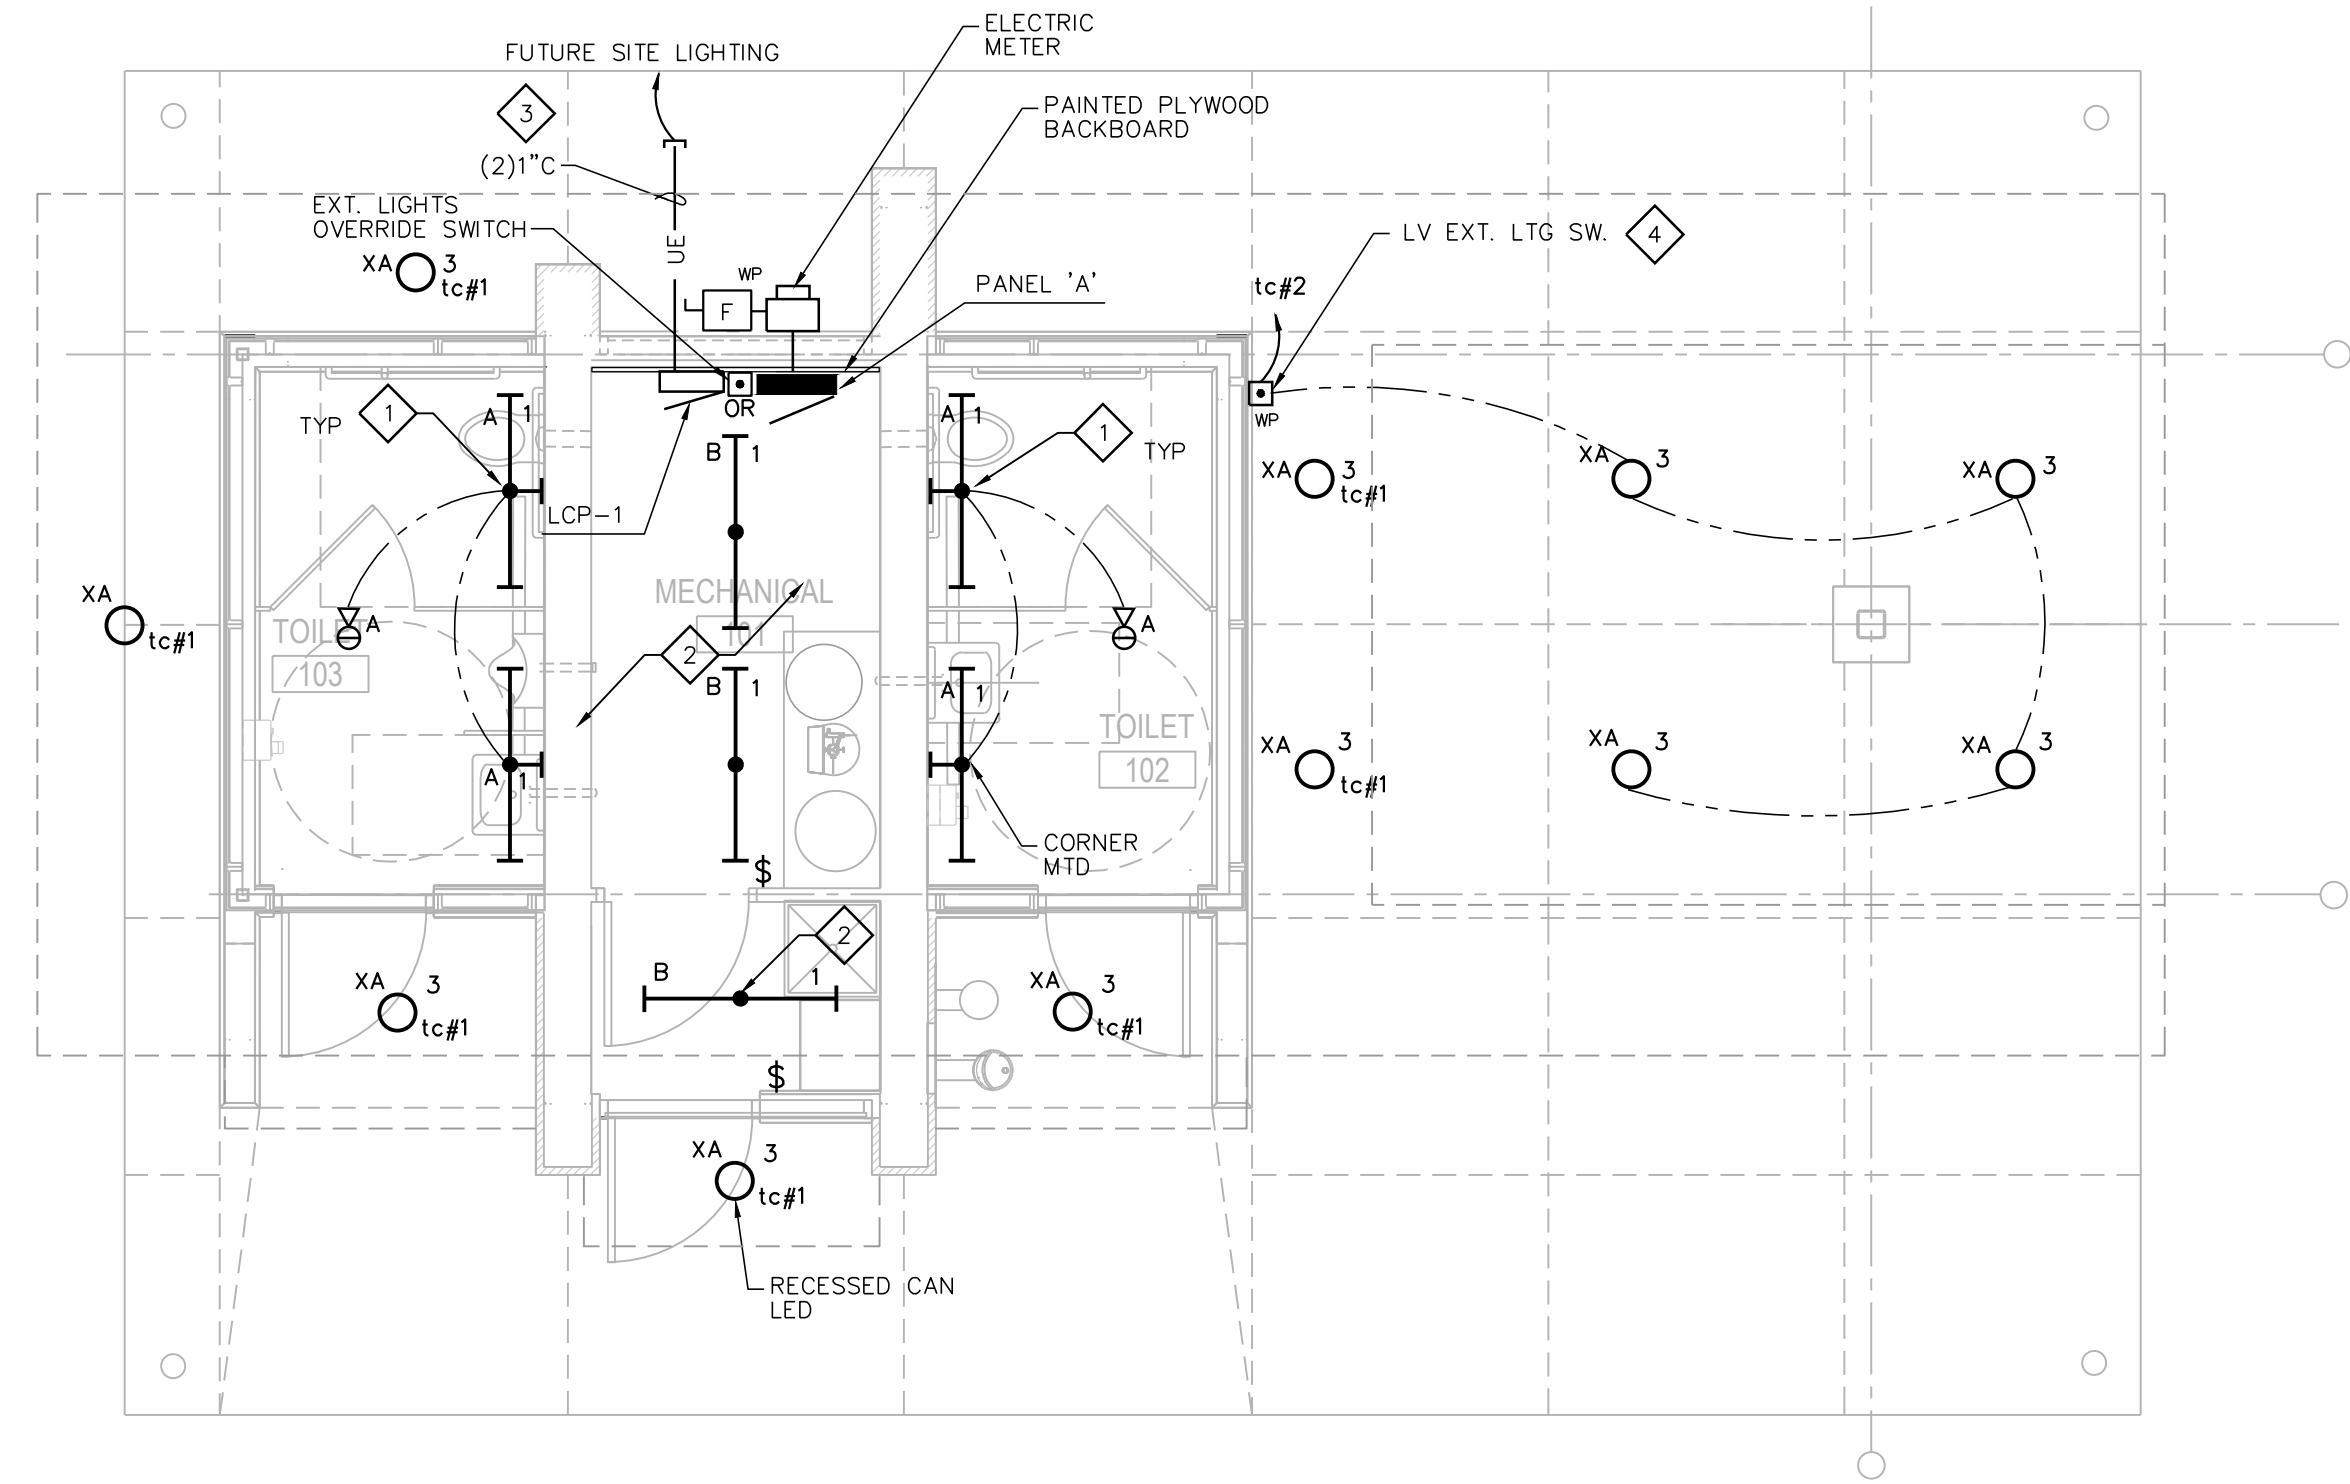 ELECTRIC
METER
FUTURE SITE LIGHTING
3
PAINTED PLYWOOD
BACKBOARD
(2)1"C
EXT. LIGHTS
OVERRIDE SWITCH
UE
LV EXT. LTG SW.
4
XA
3
tc#1
WP
F
PANEL 'A'
tc#2
TYP
1
A
1
OR
A
1
1
TYP
WP
B
1
XA
3
tc#1
XA
3
XA
3
LCP-1
MECHANICAL
101
XA
tc#1
TOILET
103
A
A
2
B
1
A
1
TOILET
102
XA
3
tc#1
XA
3
XA
3
A
1
CORNER
MTD
$
2
B
1
XA
3
tc#1
XA
3
tc#1
$
XA
3
tc#1
RECESSED CAN
LED